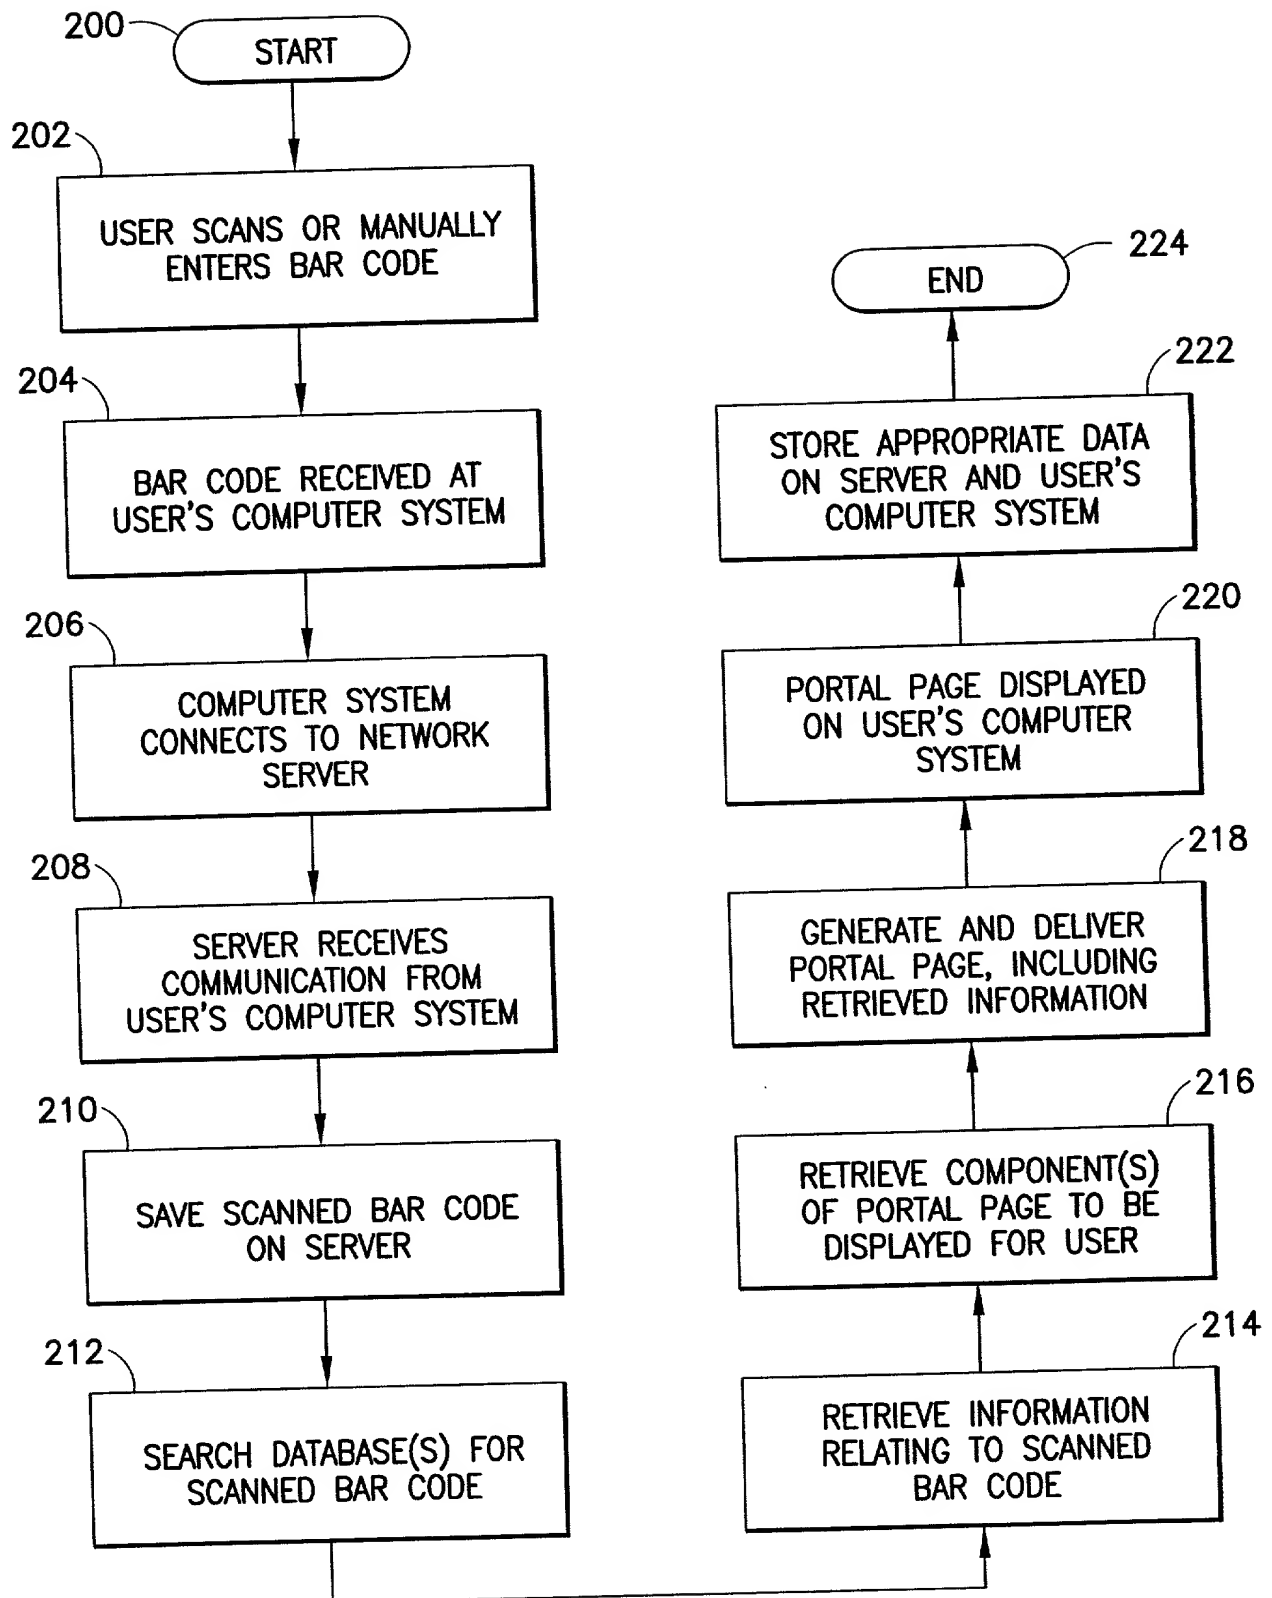 200
START
202
USER SCANS OR MANUALLY
ENTERS BAR CODE
204
BAR CODE RECEIVED AT
USER'S COMPUTER SYSTEM
206
COMPUTER SYSTEM
CONNECTS TO NETWORK
SERVER
208
SERVER RECEIVES
COMMUNICATION FROM
USER'S COMPUTER SYSTEM
210
SAVE SCANNED BAR CODE
ON SERVER
212
SEARCH DATABASE(S) FOR
SCANNED BAR CODE
214
RETRIEVE INFORMATION
RELATING TO SCANNED
BAR CODE
216
RETRIEVE COMPONENT(S)
OF PORTAL PAGE TO BE
DISPLAYED FOR USER
218
GENERATE AND DELIVER
PORTAL PAGE, INCLUDING
RETRIEVED INFORMATION
220
PORTAL PAGE DISPLAYED
ON USER'S COMPUTER
SYSTEM
222
STORE APPROPRIATE DATA
ON SERVER AND USER'S
COMPUTER SYSTEM
224
END